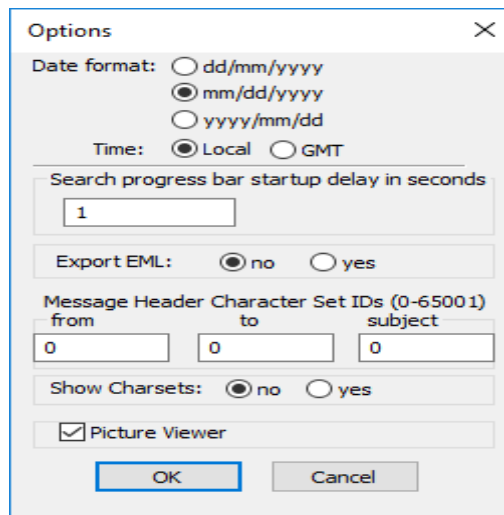 Options
Date format: dd/mm/yyyy
mm/dd/yyyy
yyyy/mm/dd
Time: Local GMT
Search progress bar startup delay in seconds
1
Export EML: no yes
Message Header Character Set IDs (0-65001)
from to subject
0 0 0
Show Charsets: no yes
Picture Viewer
OK Cancel